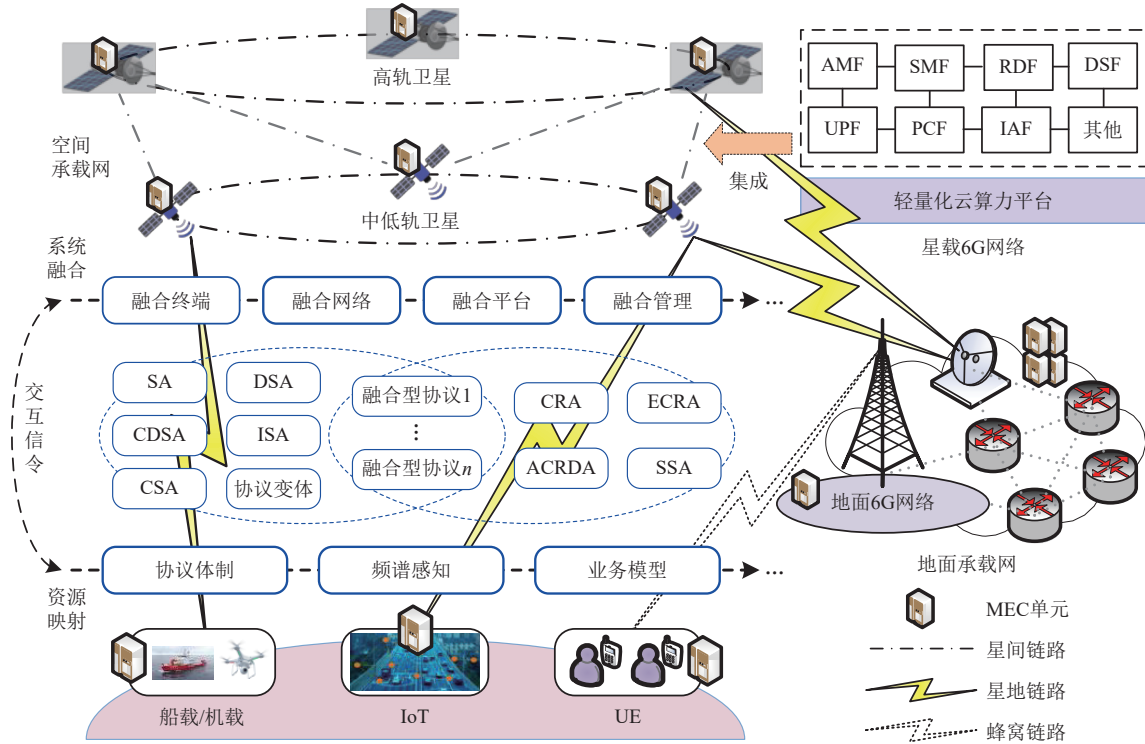 高轨卫星
AMF
SMF
RDF
DSF
UPF
PCF
IAF
其他
空间
承载网
集成
轻量化云算力平台
中低轨卫星
星载6G网络
系统
融合
融合终端
融合网络
融合平台
融合管理
...
交互信令
SA
DSA
CDSA
ISA
CSA
协议变体
融合型协议1
⋮
融合型协议n
CRA
ECRA
ACRDA
SSA
地面6G网络
地面承载网
协议体制
频谱感知
业务模型
...
资源
映射
船载/机载
IoT
UE
MEC单元
星间链路
星地链路
蜂窝链路